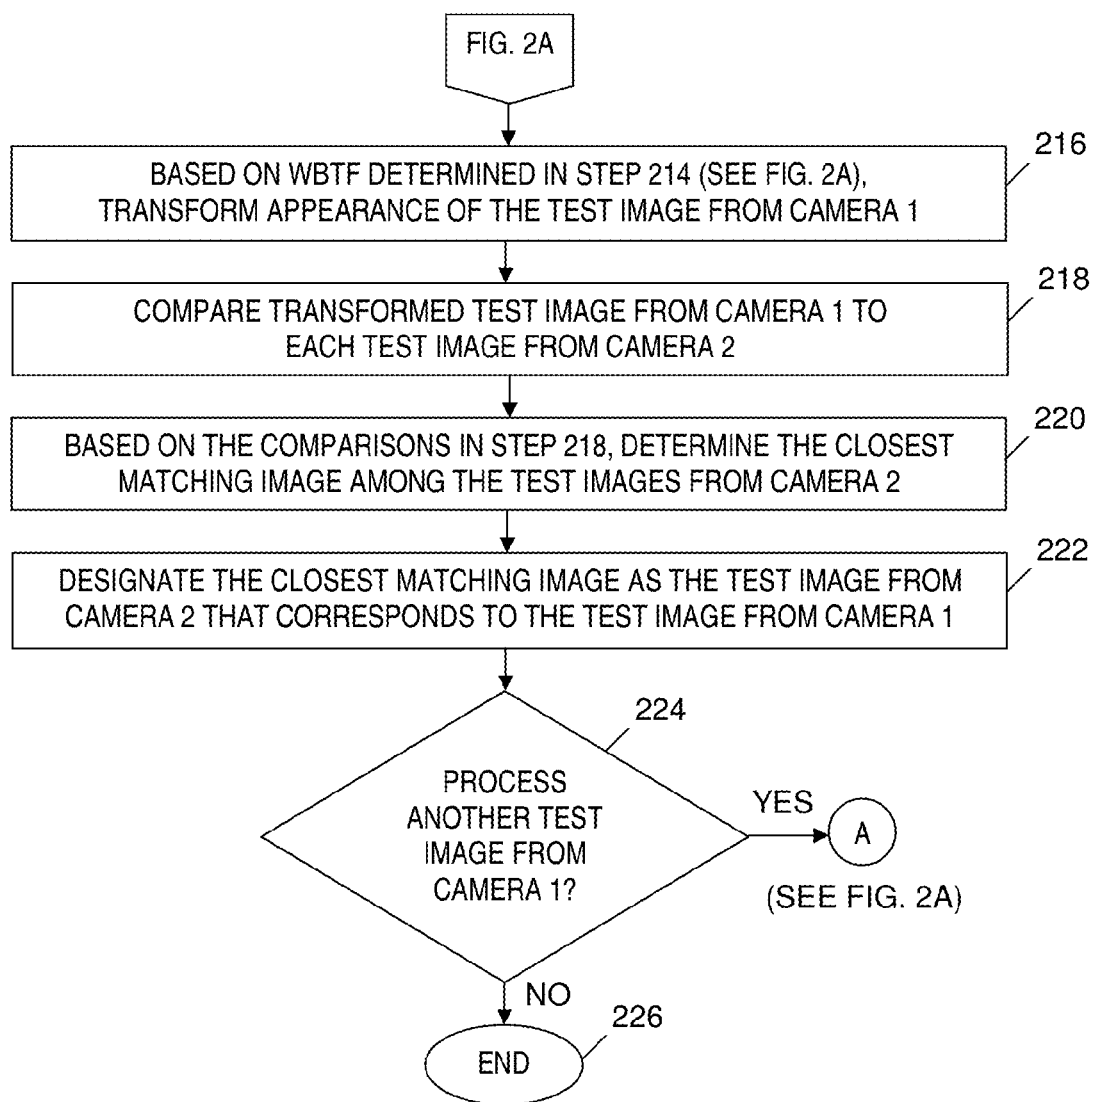 FIG. 2A
216
BASED ON WBTF DETERMINED IN STEP 214 (SEE FIG. 2A),
TRANSFORM APPEARANCE OF THE TEST IMAGE FROM CAMERA 1
218
COMPARE TRANSFORMED TEST IMAGE FROM CAMERA 1 TO
EACH TEST IMAGE FROM CAMERA 2
220
BASED ON THE COMPARISONS IN STEP 218, DETERMINE THE CLOSEST
MATCHING IMAGE AMONG THE TEST IMAGES FROM CAMERA 2
222
DESIGNATE THE CLOSEST MATCHING IMAGE AS THE TEST IMAGE FROM
CAMERA 2 THAT CORRESPONDS TO THE TEST IMAGE FROM CAMERA 1
224
PROCESS
ANOTHER TEST
IMAGE FROM
CAMERA 1?
YES
A
(SEE FIG. 2A)
NO
226
END